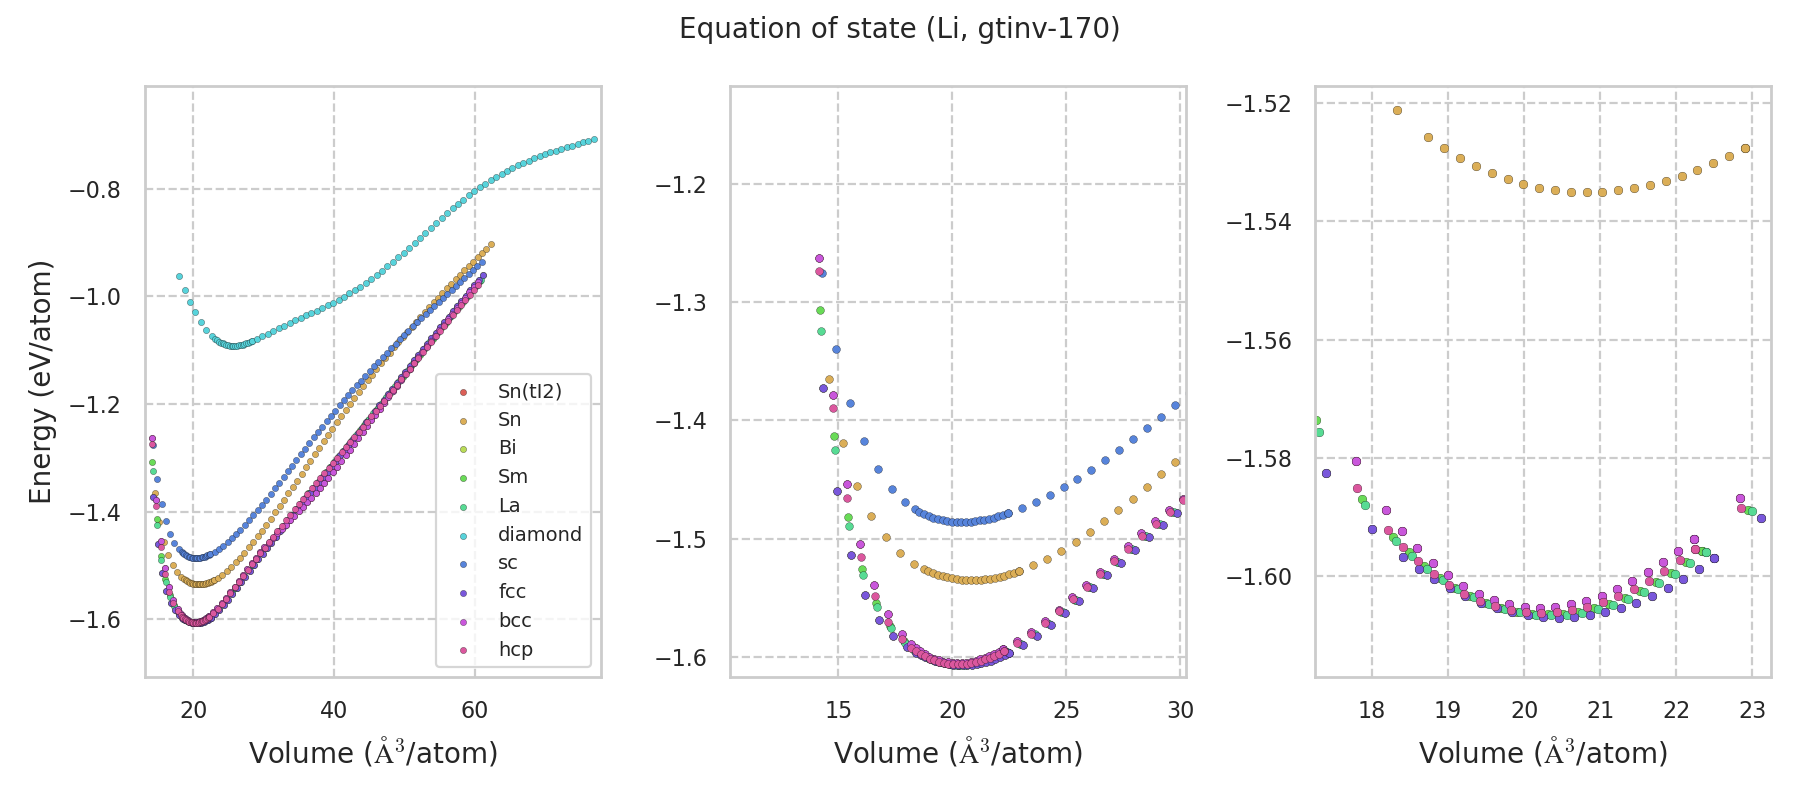 Equation of state (Li, gtinv-170)
Energy (eV/atom)
−0.8
−1.0
−1.2
−1.4
−1.6
20
40
60
Volume (Å³/atom)
Sn(tI2)
Sn
Bi
Sm
La
diamond
sc
fcc
bcc
hcp
−1.2
−1.3
−1.4
−1.5
−1.6
15
20
25
30
Volume (Å³/atom)
−1.52
−1.54
−1.56
−1.58
−1.60
18
19
20
21
22
23
Volume (Å³/atom)